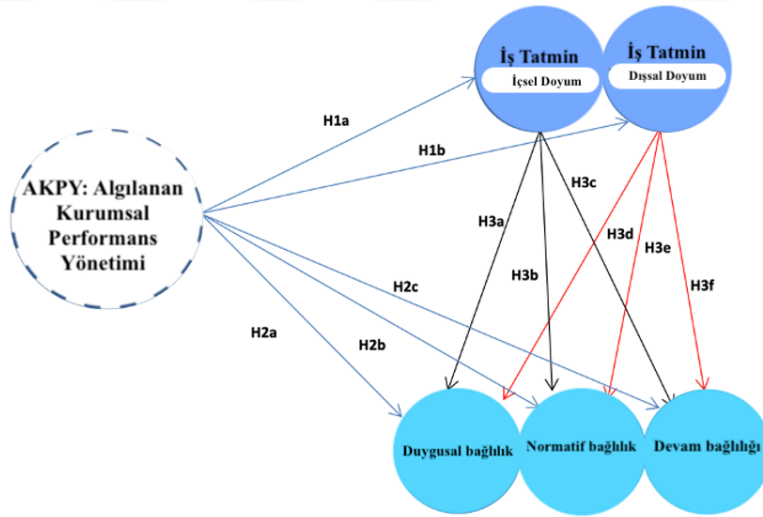 İş Tatmin
İçsel Doyum
İş Tatmin
Dışsal Doyum
H1a
H1b
AKPY: Algılanan
Kurumsal
Performans
Yönetimi
H3c
H3a
H3d
H3e
H3b
H2c
H3f
H2a
H2b
Duygusal bağlılık
Normatif bağlılık
Devam bağlılığı